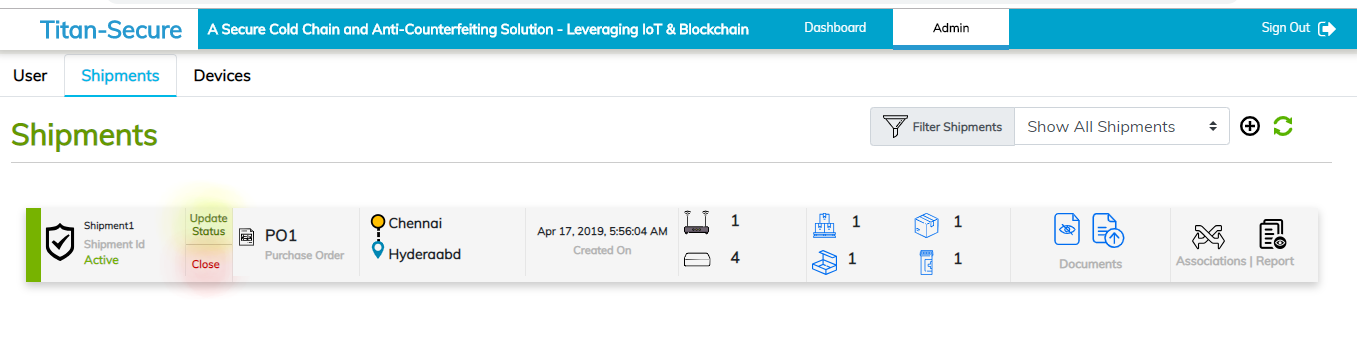 Titan-Secure
A Secure Cold Chain and Anti-Counterfeiting Solution - Leveraging IoT & Blockchain
Dashboard
Admin
Sign Out
User
Shipments
Devices
Shipments
Filter Shipments
Show All Shipments
Shipment1
Shipment Id
Active
Update
Status
Close
PO1
Purchase Order
Chennai
Hyderaabd
Apr 17, 2019, 5:56:04 AM
Created On
1
4
1
1
1
1
Documents
Associations | Report